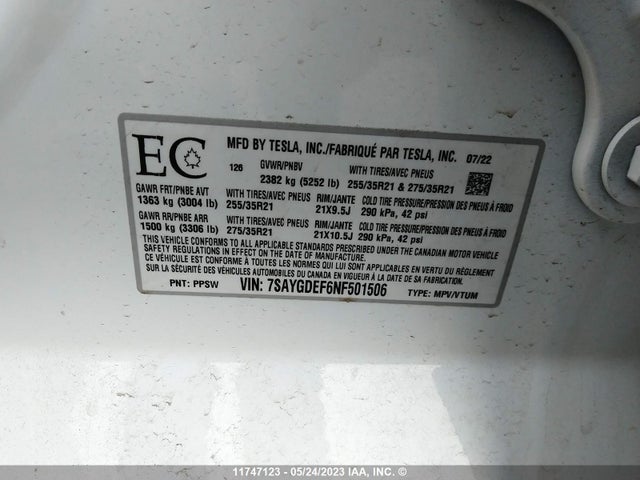 EC
MFD BY TESLA, INC./FABRIQUÉ PAR TESLA, INC. 07/22
126 GVWR/PNBV WITH TIRES/AVEC PNEUS
2382 kg (5252 lb) 255/35R21 & 275/35R21
GAWR FRT/PNBE AVT WITH TIRES/AVEC PNEUS RIM/JANTE COLD TIRE PRESSURE/PRESSION DES PNEUS À FROID
1363 kg (3004 lb) 255/35R21 21X9.5J 290 kPa, 42 psi
GAWR RR/PNBE ARR WITH TIRES/AVEC PNEUS RIM/JANTE COLD TIRE PRESSURE/PRESSION DES PNEUS À FROID
1500 kg (3306 lb) 275/35R21 21X10.5J 290 kPa, 42 psi
THIS VEHICLE CONFORMS TO ALL APPLICABLE STANDARDS PRESCRIBED UNDER THE CANADIAN MOTOR VEHICLE
SAFETY REGULATIONS IN EFFECT ON THE DATE OF MANUFACTURE
CE VÉHICULE EST CONFORME À TOUTES LES NORMES QUI LUI SONT APPLICABLES EN VERTU DU RÈGLEMENT
SUR LA SÉCURITÉ DES VÉHICULES AUTOMOBILES DU CANADA EN VIGUEUR À LA DATE DE SA FABRICATION
PNT: PPSW VIN: 7SAYGDEF6NF501506 TYPE: MPV/VTUM
11747123 — 05/24/2023 IAA, INC. ©